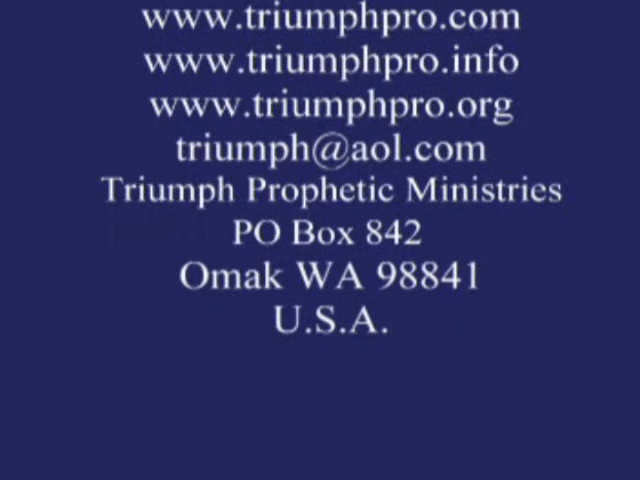 www.triumphpro.com
www.triumphpro.info
www.triumphpro.org
triumph@aol.com
Triumph Prophetic Ministries
PO Box 842
Omak WA 98841
U.S.A.